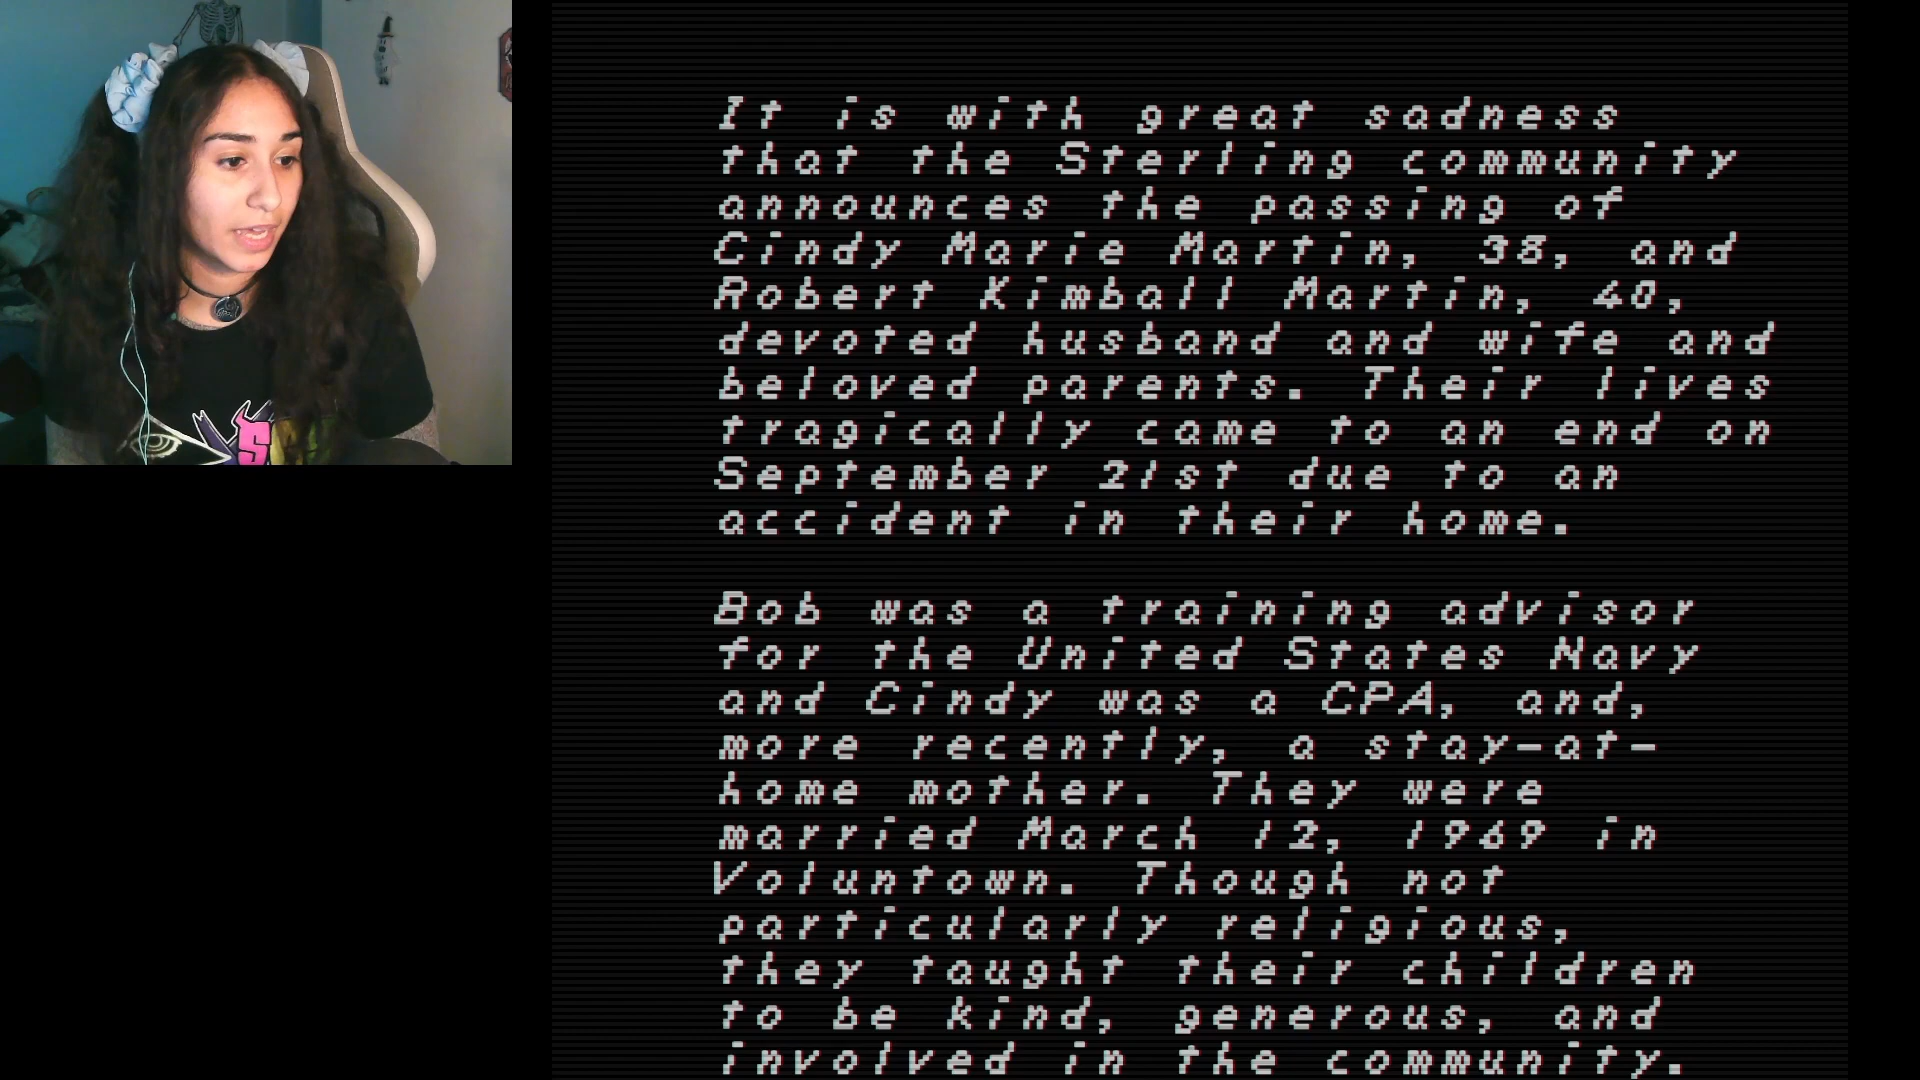 It is with great sadness
that the Sterling community
announces the passing of
Cindy Marie Martin, 38, and
Robert Kimball Martin, 40,
devoted husband and wife and
beloved parents. Their lives
tragically came to an end on
September 21st due to an
accident in their home.
Bob was a training advisor
for the United States Navy
and Cindy was a CPA, and,
more recently, a stay-at-
home mother. They were
married March 12, 1969 in
Voluntown. Though not
particularly religious,
they taught their children
to be kind, generous, and
involved in the community.